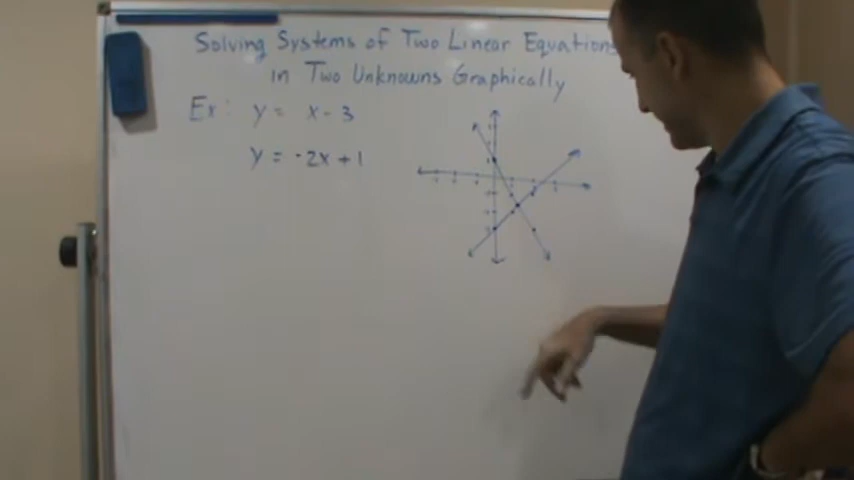 Solving Systems of Two Linear Equations
in Two Unknowns Graphically
Ex: y = x - 3
y = -2x + 1